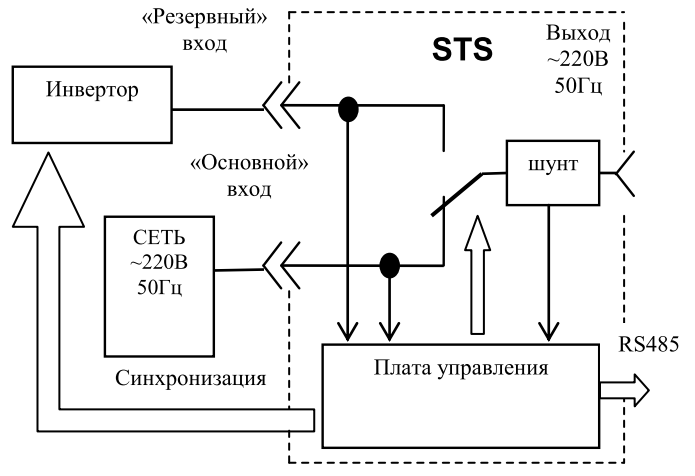 «Резервный»
вход
STS
Выход
~220В
50Гц
Инвертор
«Основной»
вход
шунт
СЕТЬ
~220В
50Гц
RS485
Плата управления
Синхронизация